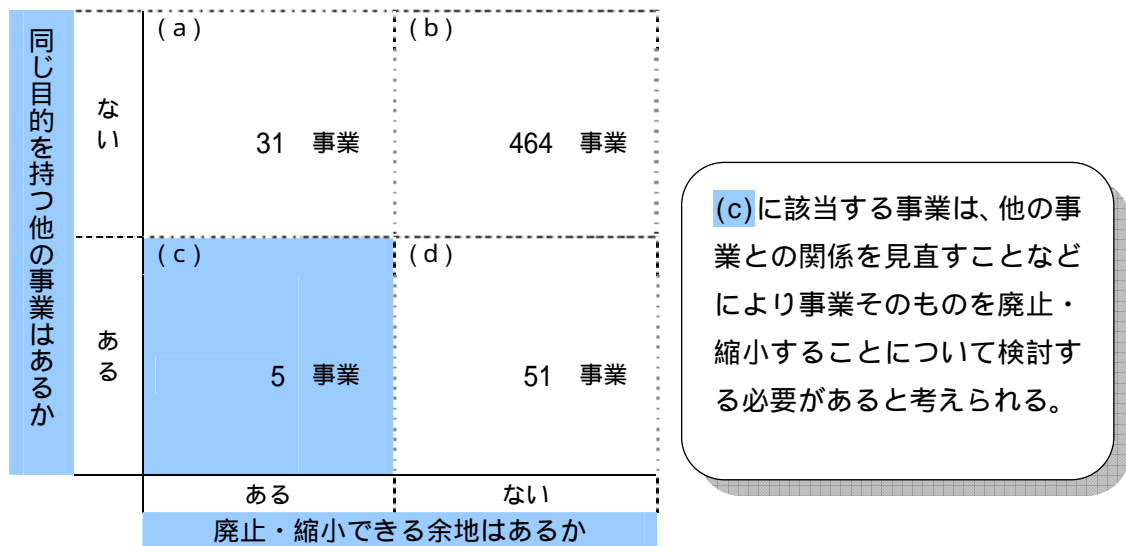 同じ目的を持つ他の事業はあるか
ない
(a)
31 事業
(b)
464 事業
ある
(c)
5 事業
(d)
51 事業
ある
ない
廃止・縮小できる余地はあるか
(c)に該当する事業は、他の事
業との関係を見直すことなど
により事業そのものを廃止・
縮小することについて検討す
る必要があると考えられる。